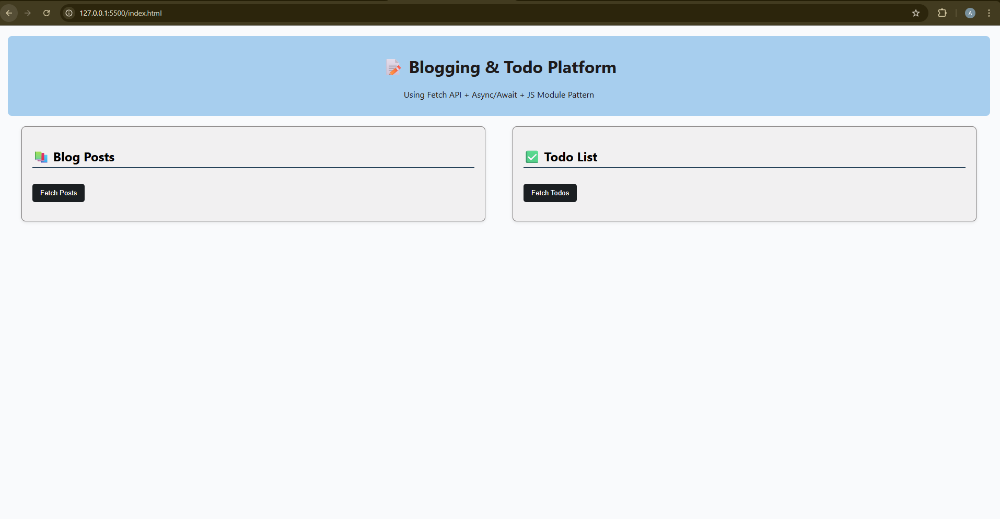 127.0.0.1:5500/index.html
A
📝 Blogging & Todo Platform
Using Fetch API + Async/Await + JS Module Pattern
📚 Blog Posts
Fetch Posts
✅ Todo List
Fetch Todos